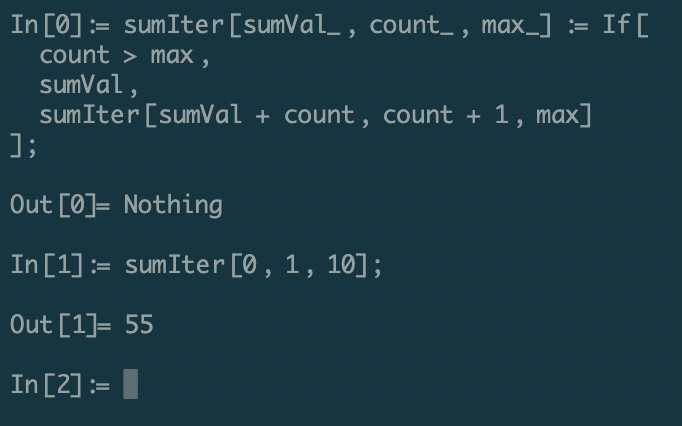 In[0]:= sumIter[sumVal_, count_, max_] := If[
count > max,
sumVal,
sumIter[sumVal + count, count + 1, max]
];
Out[0]= Nothing
In[1]:= sumIter[0, 1, 10];
Out[1]= 55
In[2]:=